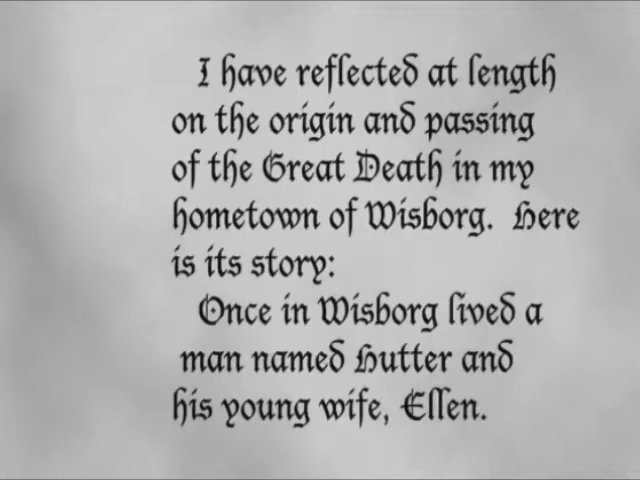 I have reflected at length
on the origin and passing
of the Great Death in my
hometown of Wisborg. Here
is its story:
Once in Wisborg lived a
man named Hutter and
his young wife, Ellen.